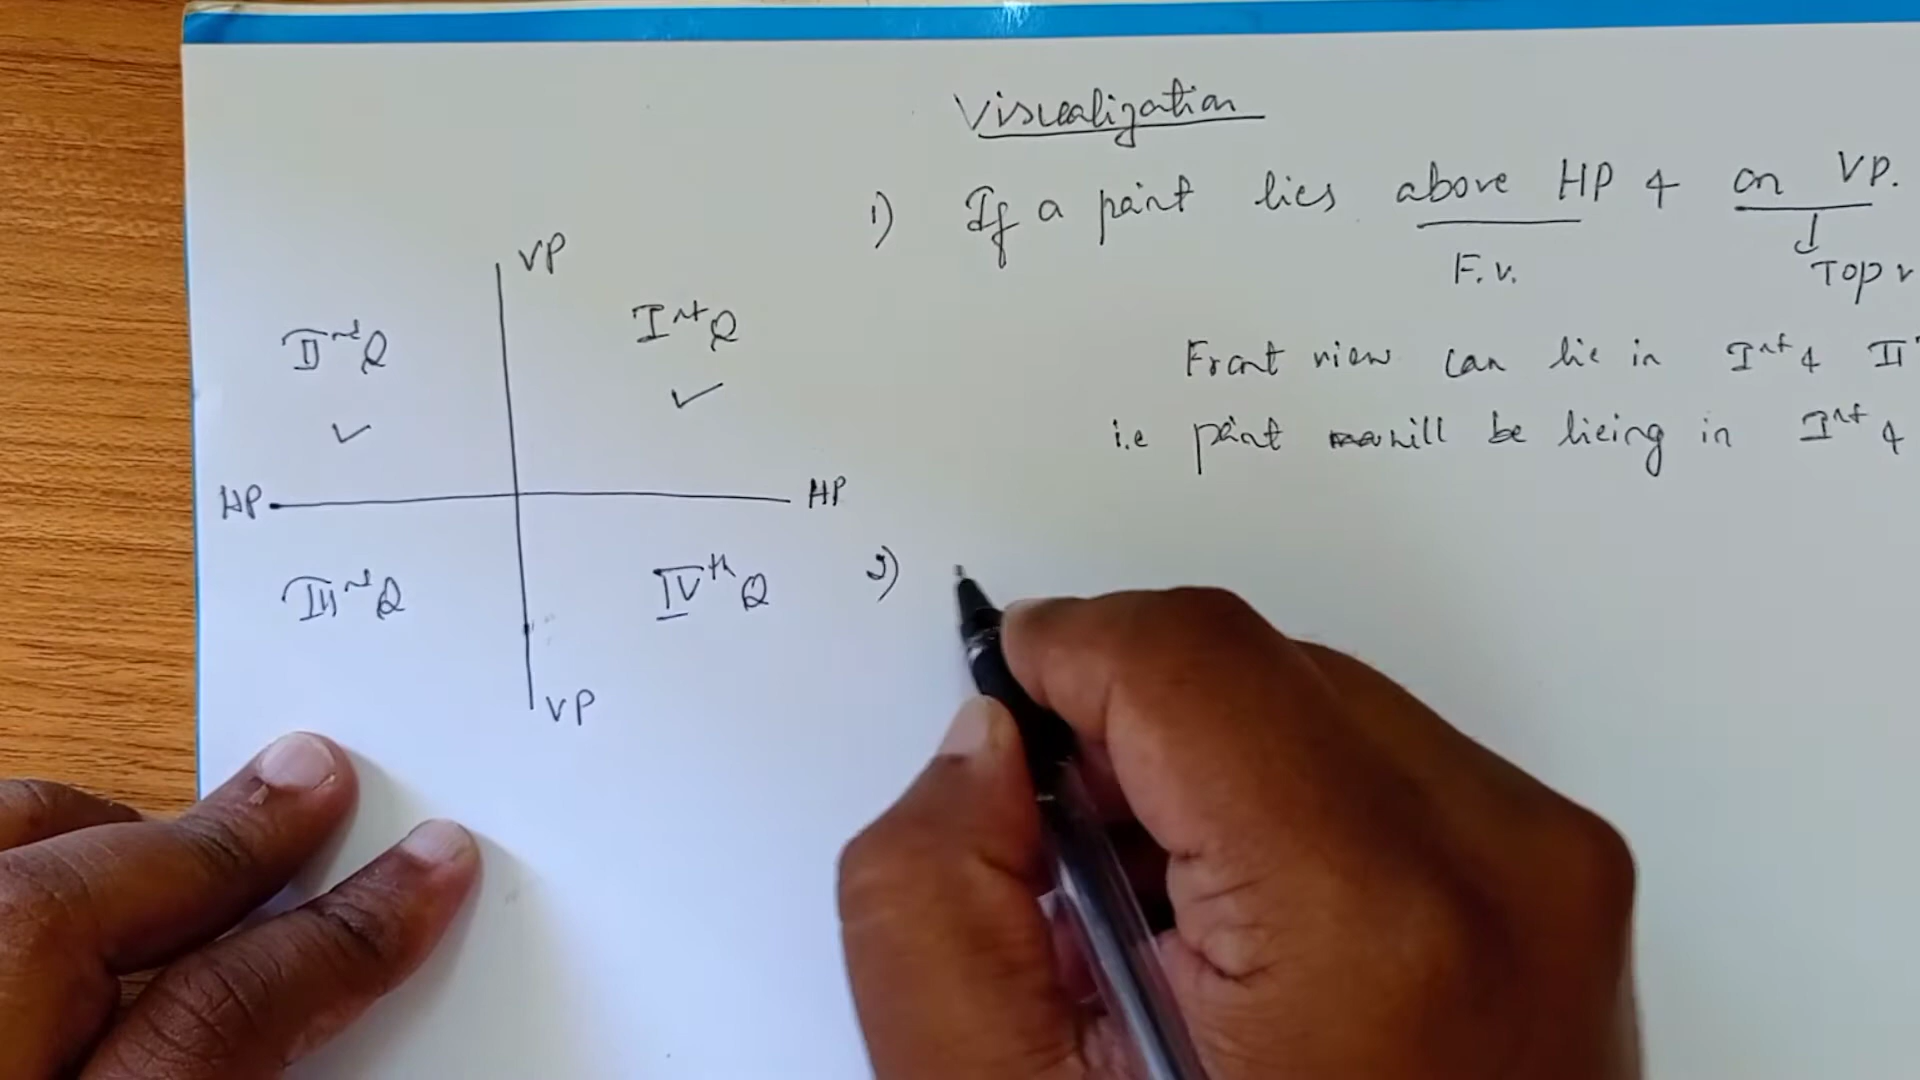 Visualization
1) If a point lies above HP & on VP.
F.V. Top v
Front view can lie in Ist & II
i.e point will be lieing in Ist &
2)
VP
IInd Q Ist Q
HP HP
IIIrd Q IVth Q
VP